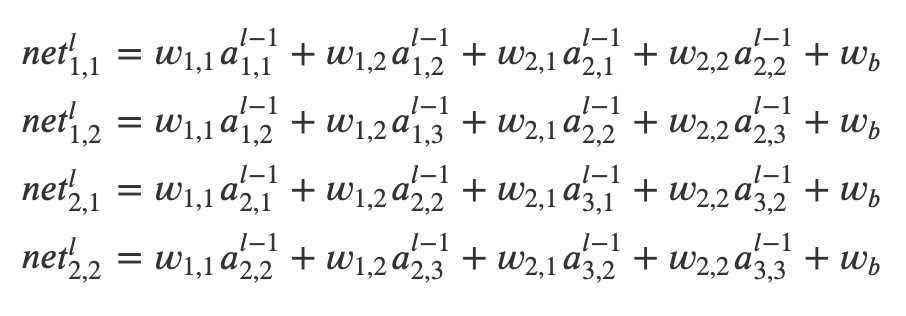 net^l_{1,1} = w_{1,1} a^{l-1}_{1,1} + w_{1,2} a^{l-1}_{1,2} + w_{2,1} a^{l-1}_{2,1} + w_{2,2} a^{l-1}_{2,2} + w_b
net^l_{1,2} = w_{1,1} a^{l-1}_{1,2} + w_{1,2} a^{l-1}_{1,3} + w_{2,1} a^{l-1}_{2,2} + w_{2,2} a^{l-1}_{2,3} + w_b
net^l_{2,1} = w_{1,1} a^{l-1}_{2,1} + w_{1,2} a^{l-1}_{2,2} + w_{2,1} a^{l-1}_{3,1} + w_{2,2} a^{l-1}_{3,2} + w_b
net^l_{2,2} = w_{1,1} a^{l-1}_{2,2} + w_{1,2} a^{l-1}_{2,3} + w_{2,1} a^{l-1}_{3,2} + w_{2,2} a^{l-1}_{3,3} + w_b